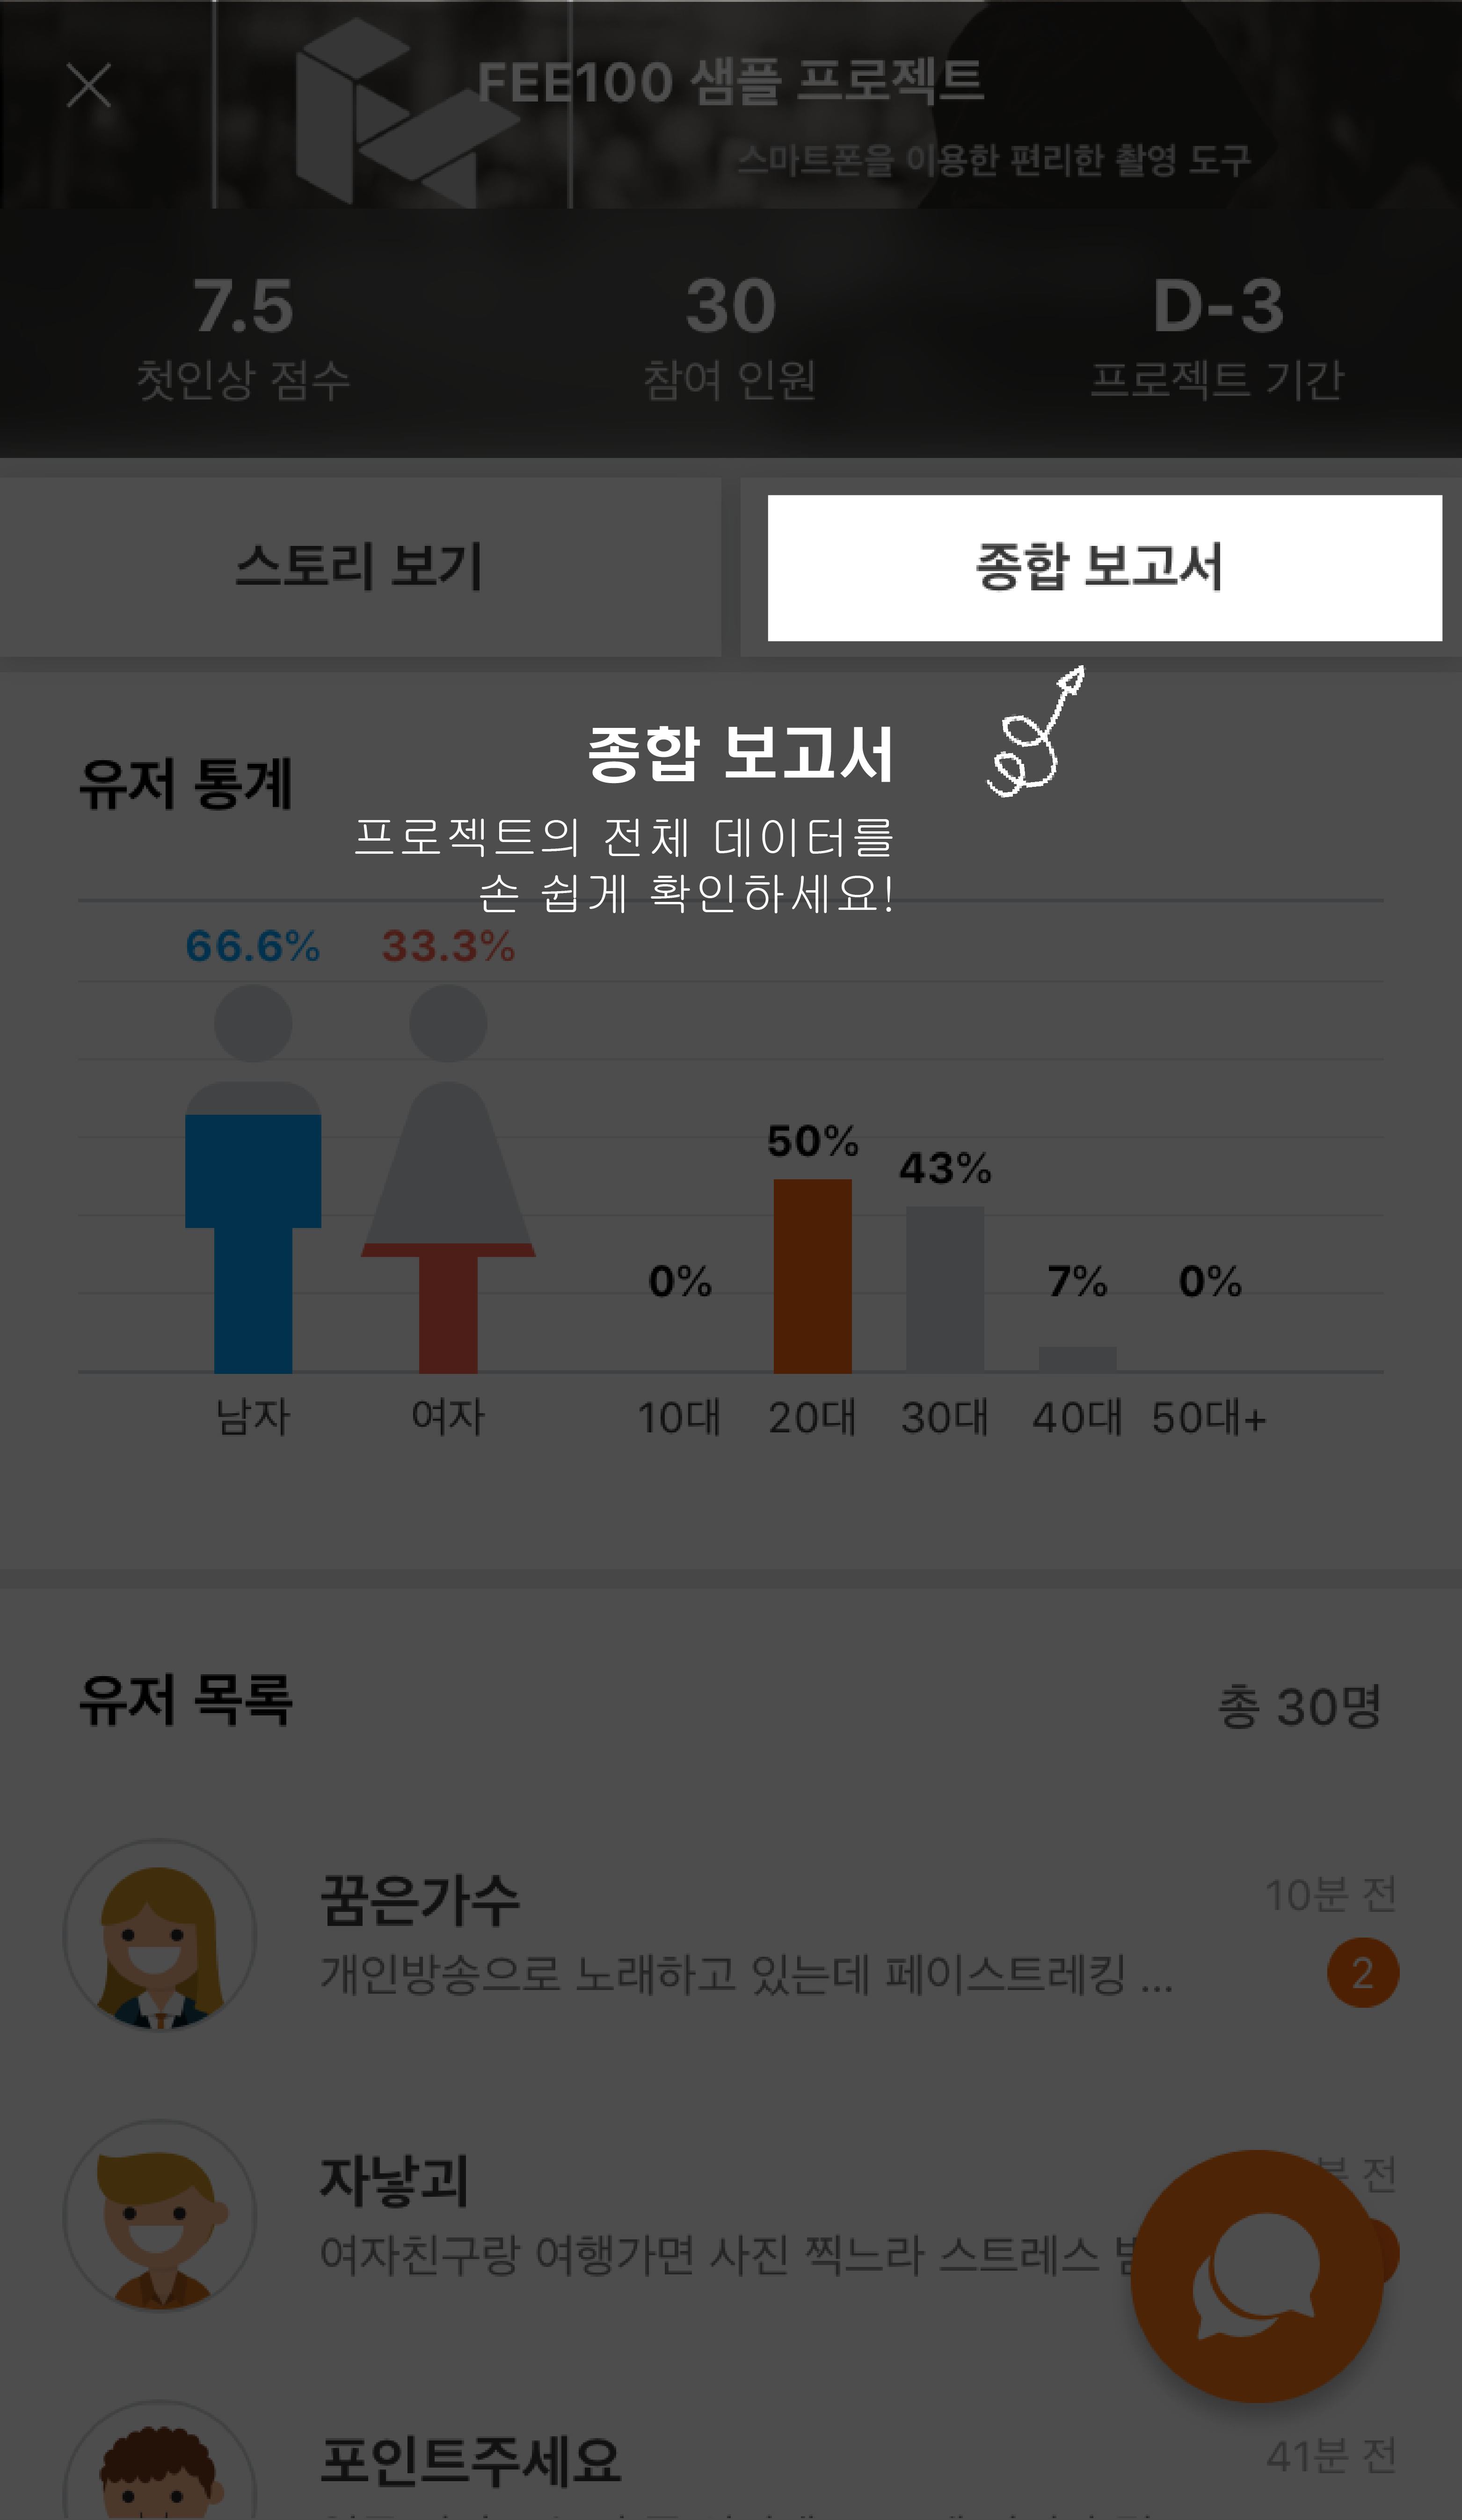 FEE100 샘플 프로젝트
스마트폰을 이용한 편리한 촬영 도구
7.5
첫인상 점수
30
참여 인원
D-3
프로젝트 기간
스토리 보기
종합 보고서
종합 보고서
프로젝트의 전체 데이터를
손 쉽게 확인하세요!
유저 통계
66.6%
33.3%
0%
50%
43%
7%
0%
남자
여자
10대
20대
30대
40대
50대+
유저 목록
총 30명
꿈은가수
10분 전
개인방송으로 노래하고 있는데 페이스트레킹 ...
2
자낳괴
분 전
여자친구랑 여행가면 사진 찍느라 스트레스
포인트주세요
41분 전